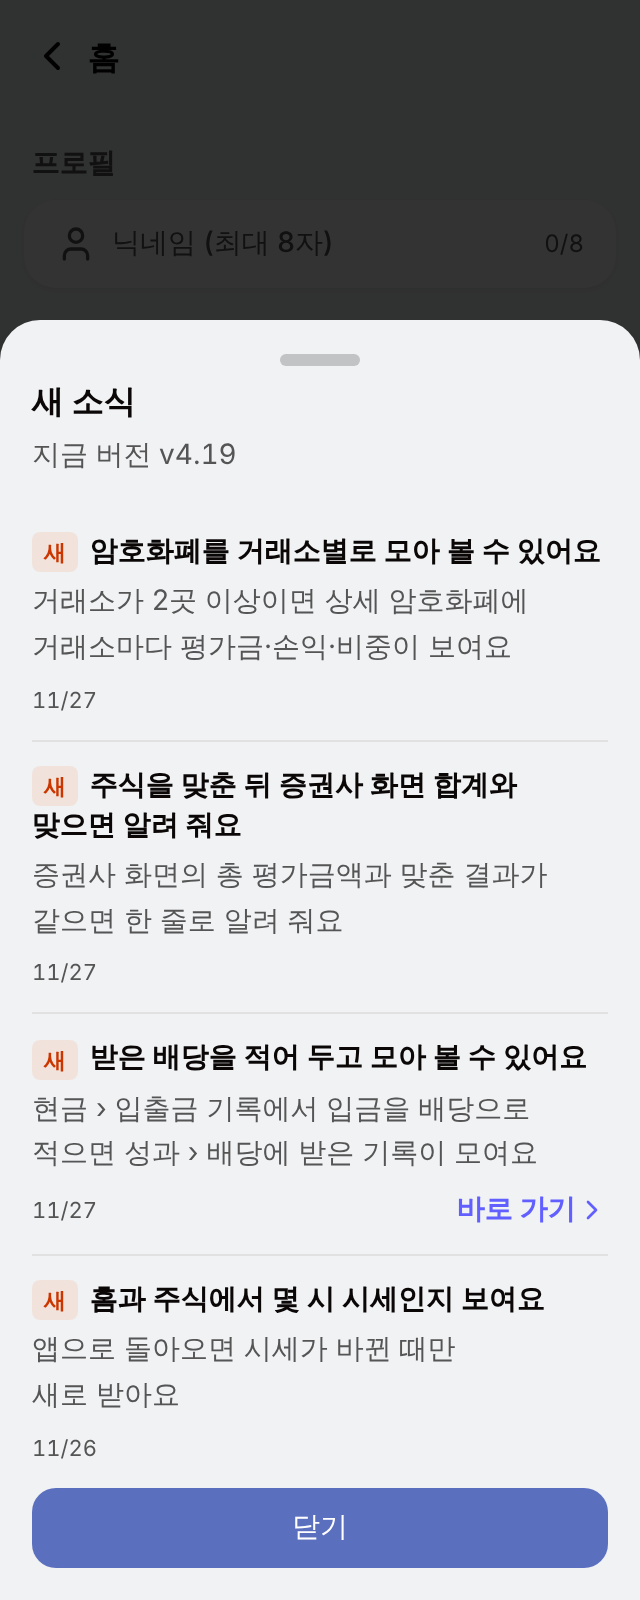 홈
프로필
닉네임 (최대 8자) 0/8
새 소식
지금 버전 v4.19
새 암호화폐를 거래소별로 모아 볼 수 있어요
거래소가 2곳 이상이면 상세 암호화폐에
거래소마다 평가금·손익·비중이 보여요
11/27
새 주식을 맞춘 뒤 증권사 화면 합계와
맞으면 알려 줘요
증권사 화면의 총 평가금액과 맞춘 결과가
같으면 한 줄로 알려 줘요
11/27
새 받은 배당을 적어 두고 모아 볼 수 있어요
현금 › 입출금 기록에서 입금을 배당으로
적으면 성과 › 배당에 받은 기록이 모여요
11/27 바로 가기 ›
새 홈과 주식에서 몇 시 시세인지 보여요
앱으로 돌아오면 시세가 바뀐 때만
새로 받아요
11/26
닫기